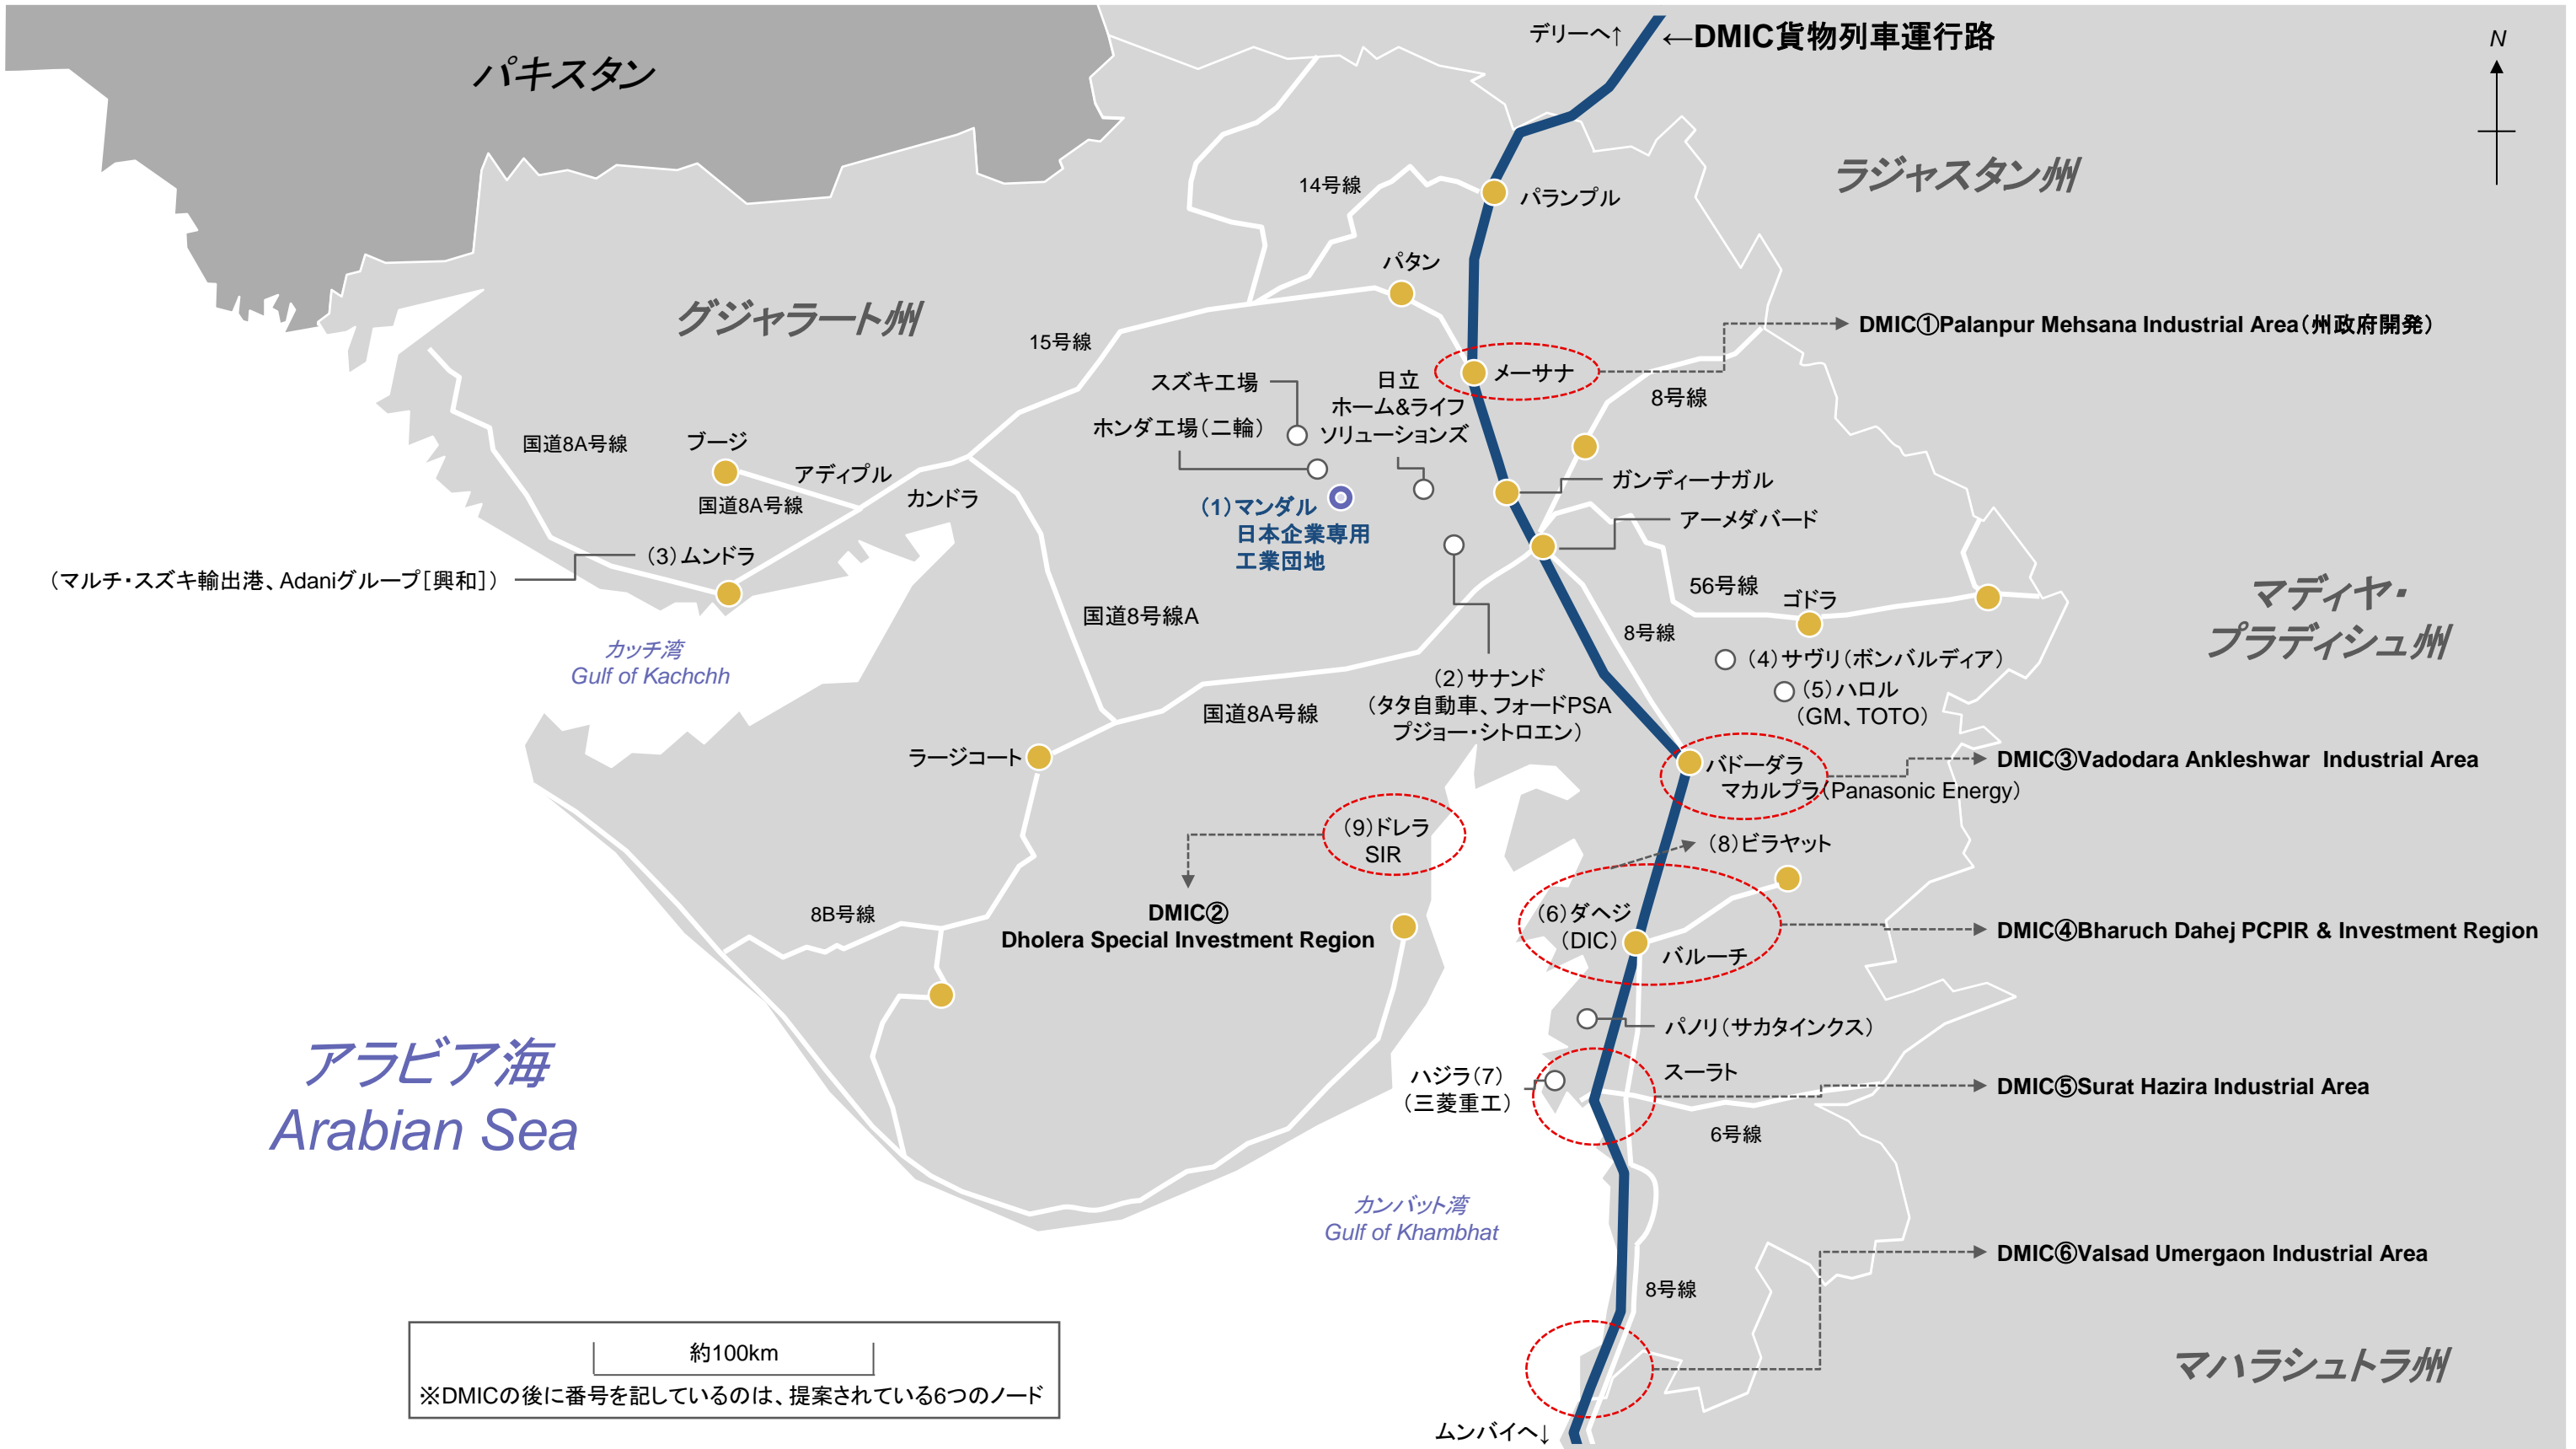 デリーへ↑
←DMIC貨物列車運行路
N
パキスタン
ラジャスタン州
14号線
パランプル
パタン
グジャラート州
15号線
DMIC①Palanpur Mehsana Industrial Area（州政府開発）
スズキ工場
日立
ホーム&ライフ
ソリューションズ
メーサナ
8号線
ホンダ工場（二輪）
国道8A号線
ブージ
アディプル
国道8A号線
カンドラ
（1）マンダル
日本企業専用
工業団地
ガンディーナガル
アーメダバード
（3）ムンドラ
（マルチ・スズキ輸出港、Adaniグループ［興和］）
56号線
ゴドラ
マディヤ・
プラディシュ州
国道8号線A
8号線
カッチ湾
Gulf of Kachchh
（4）サヴリ（ボンバルディア）
（5）ハロル
（GM、TOTO）
（2）サナンド
（タタ自動車、フォードPSA
プジョー・シトロエン）
国道8A号線
ラージコート
バドーダラ
マカルプラ（Panasonic Energy）
DMIC③Vadodara Ankleshwar Industrial Area
（9）ドレラ
SIR
（8）ビラヤット
8B号線
DMIC②
Dholera Special Investment Region
（6）ダヘジ
（DIC）
バルーチ
DMIC④Bharuch Dahej PCPIR & Investment Region
パノリ（サカタインクス）
アラビア海
Arabian Sea
ハジラ（7）
（三菱重工）
スーラト
DMIC⑤Surat Hazira Industrial Area
6号線
カンバット湾
Gulf of Khambhat
DMIC⑥Valsad Umergaon Industrial Area
8号線
約100km
※DMICの後に番号を記しているのは、提案されている6つのノード
マハラシュトラ州
ムンバイへ↓